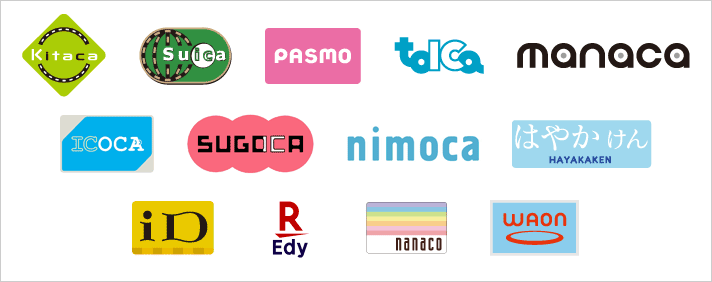 Kitaca
Suica
PASMO
toICa
manaca
ICOCA
SUGOCA
nimoca
はやかけん
HAYAKAKEN
iD
R
Edy
nanaco
WAON